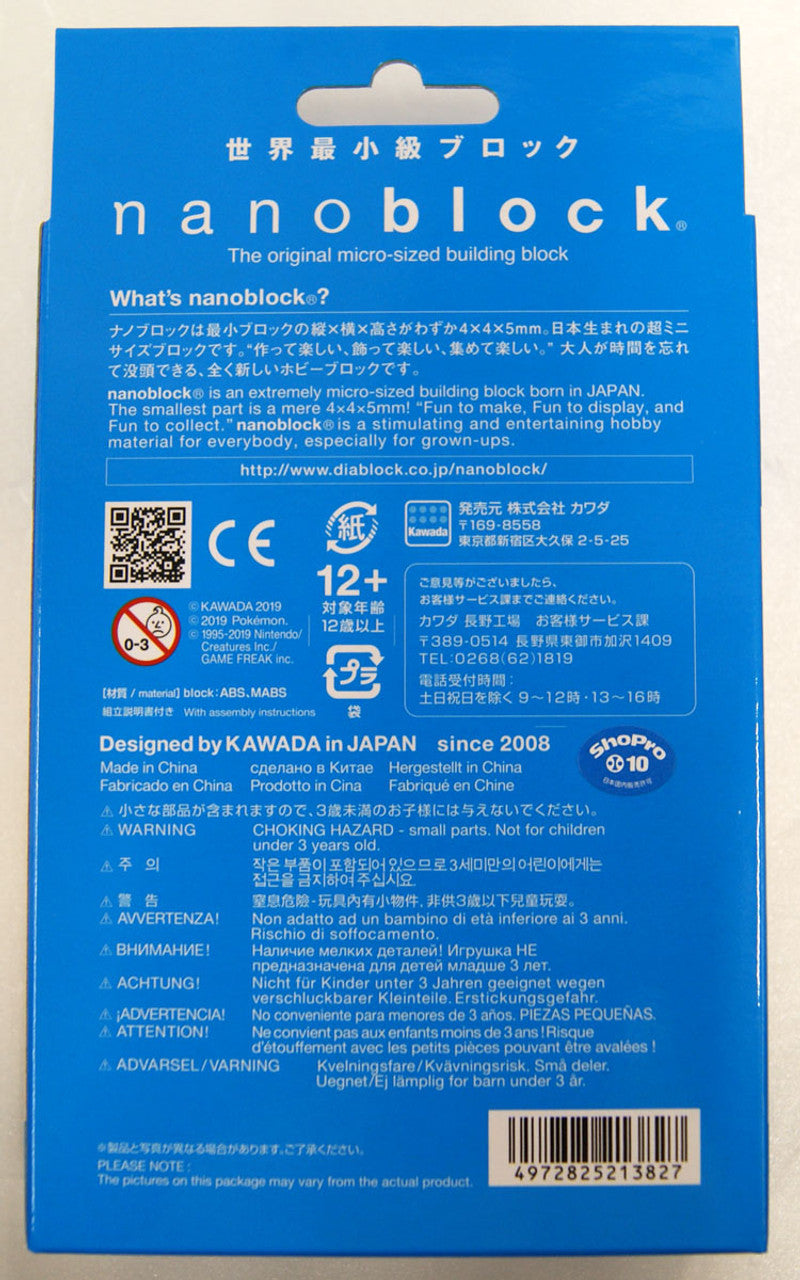 世界最小級ブロック
nanoblock®
The original micro-sized building block
What's nanoblock®?
ナノブロックは最小ブロックの縦×横×高さがわずか4×4×5mm。日本生まれの超ミニ
サイズブロックです。“作って楽しい、飾って楽しい、集めて楽しい。” 大人が時間を忘れ
て没頭できる、全く新しいホビーブロックです。
nanoblock® is an extremely micro-sized building block born in JAPAN.
The smallest part is a mere 4×4×5mm! “Fun to make, Fun to display, and
Fun to collect.” nanoblock® is a stimulating and entertaining hobby
material for everybody, especially for grown-ups.
http://www.diablock.co.jp/nanoblock/
CE
紙
Kawada
発売元 株式会社 カワダ
〒169-8558
東京都新宿区大久保 2-5-25
0-3
©KAWADA 2019
©2019 Pokémon.
©1995-2019 Nintendo/
Creatures Inc./
GAME FREAK inc.
12+
対象年齢
12歳以上
プラ
袋
ご意見等がございましたら、
お客様サービス課までご連絡ください。
カワダ 長野工場 お客様サービス課
〒389-0514 長野県東御市加沢1409
TEL:0268(62)1819
電話受付時間:
土日祝日を除く 9〜12時・13〜16時
[材質 / material] block:ABS、MABS
組立説明書付き With assembly instructions
Designed by KAWADA in JAPAN since 2008
ShoPro
10
日本国内販売許可
Made in China сделано в Китае Hergestellt in China
Fabricado en China Prodotto in Cina Fabriqué en Chine
⚠ 小さな部品が含まれますので、3歳未満のお子様には与えないでください。
⚠ WARNING CHOKING HAZARD - small parts. Not for children
under 3 years old.
⚠ 주 의 작은 부품이 포함되어 있으므로 3세미만의 어린이에게는
접근을 금지하여 주십시요.
⚠ 警 告 窒息危險-玩具內有小物件, 非供3歳以下兒童玩耍。
⚠ AVVERTENZA! Non adatto ad un bambino di età inferiore ai 3 anni.
Rischio di soffocamento.
⚠ ВНИМАНИЕ! Наличие мелких деталей! Игрушка НЕ
предназначена для детей младше 3 лет.
⚠ ACHTUNG! Nicht für Kinder unter 3 Jahren geeignet wegen
verschluckbarer Kleinteile. Erstickungsgefahr.
⚠ ¡ADVERTENCIA! No conveniente para menores de 3 años. PIEZAS PEQUEÑAS.
⚠ ATTENTION! Ne convient pas aux enfants moins de 3 ans ! Risque
d'étouffement avec les petits pièces pouvant être avalées !
⚠ ADVARSEL/VARNING Kvelningsfare/Kvävningsrisk. Små deler.
Uegnet/Ej lämplig for barn under 3 år.
※製品と写真が異なる場合があります。ご了承ください。
PLEASE NOTE :
The pictures on this package may vary from the actual product.
4972825213827